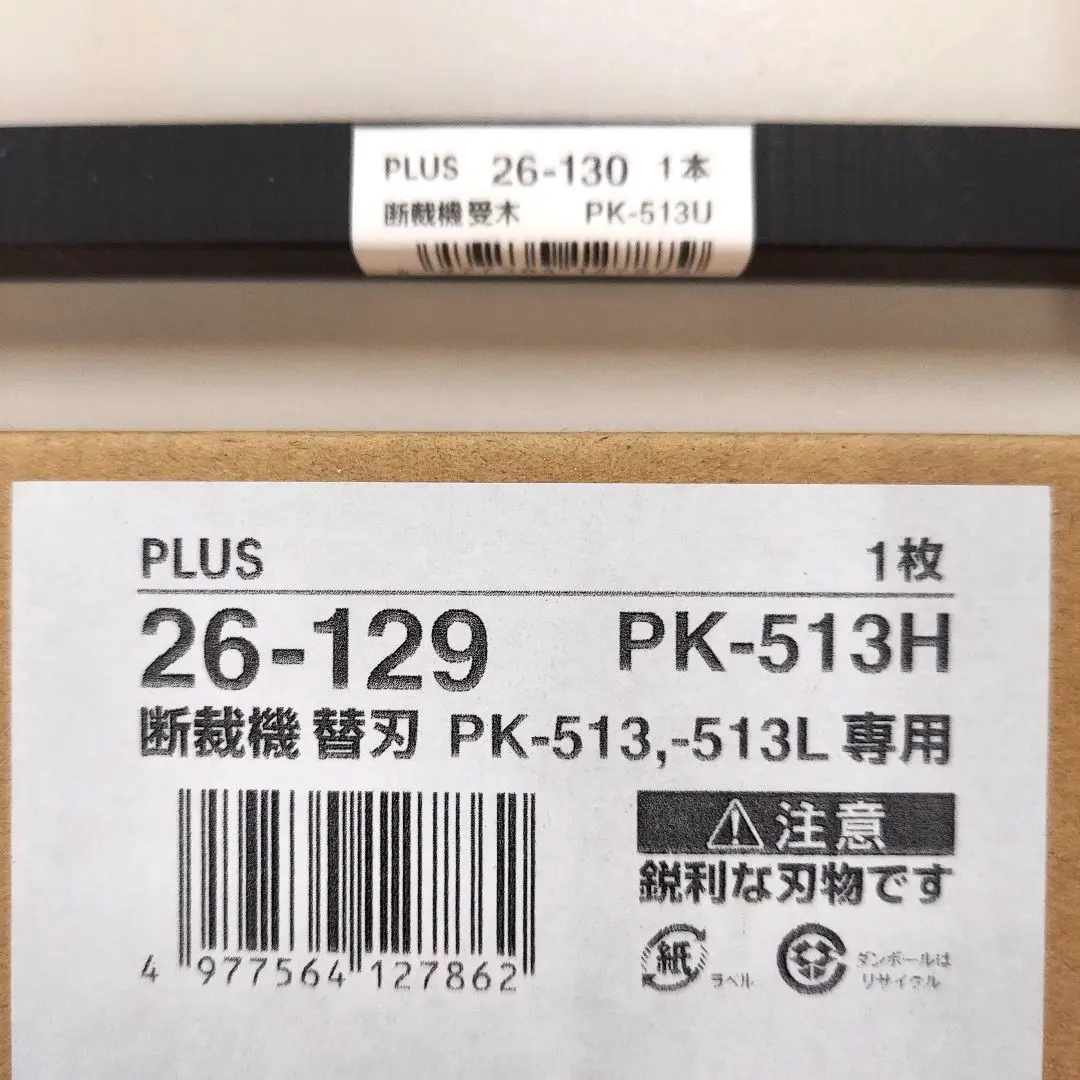 PLUS 26-130 1本
断裁機 受木 PK-513U
PLUS 1枚
26-129 PK-513H
断裁機 替刃 PK-513,-513L 専用
注意
鋭利な刃物です
4 977564 127862
紙 ラベル
ダンボールは
リサイクル